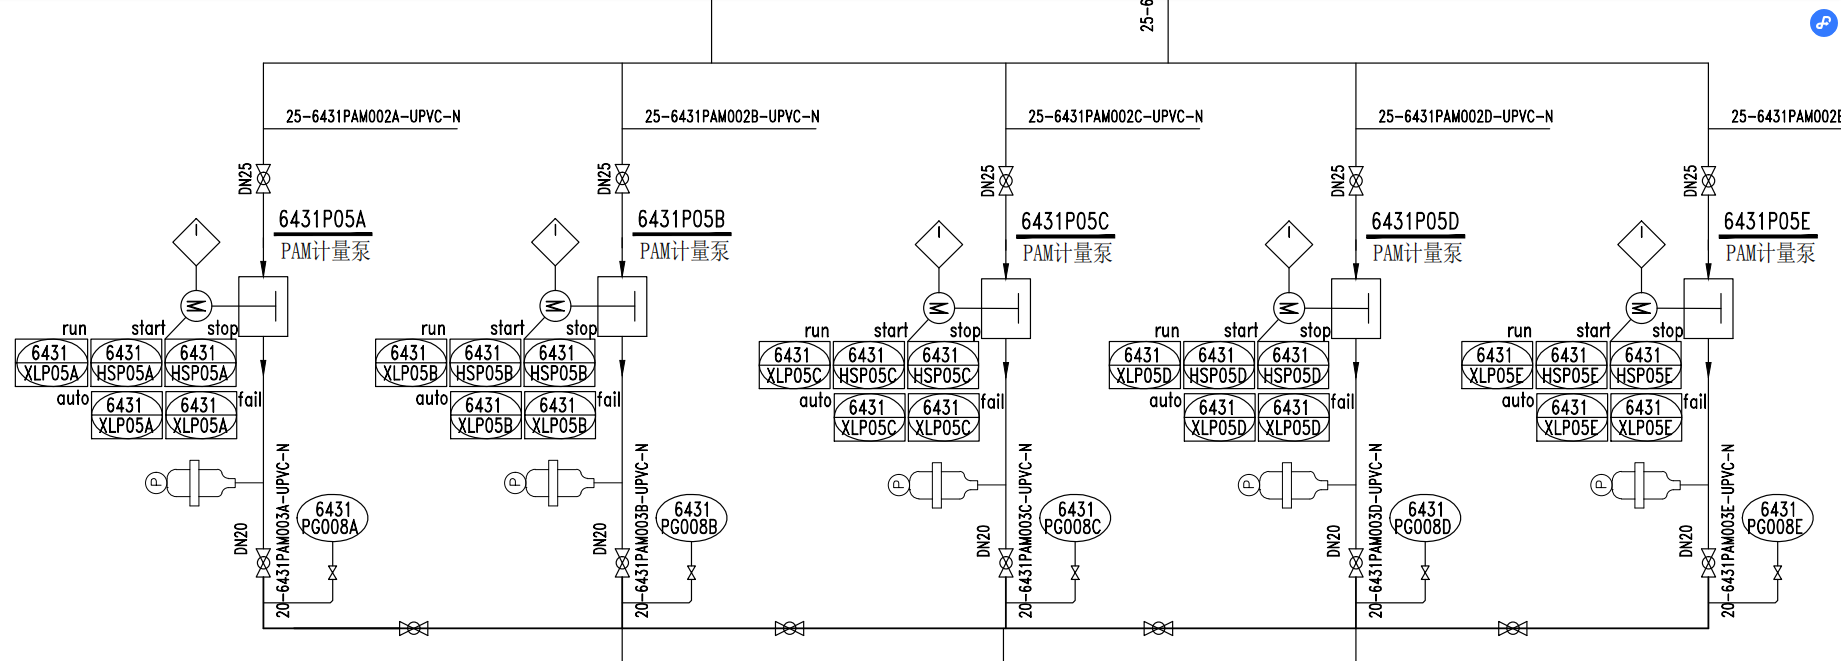 25-6
25-6431PAM002A-UPVC-N
25-6431PAM002B-UPVC-N
25-6431PAM002C-UPVC-N
25-6431PAM002D-UPVC-N
25-6431PAM002E
DN25
DN25
DN25
DN25
DN25
6431P05A
PAM计量泵
6431P05B
PAM计量泵
6431P05C
PAM计量泵
6431P05D
PAM计量泵
6431P05E
PAM计量泵
I
M
I
M
I
M
I
M
I
M
run
start
stop
6431
XLP05A
6431
HSP05A
6431
HSP05A
auto
6431
XLP05A
6431
XLP05A
fail
run
start
stop
6431
XLP05B
6431
HSP05B
6431
HSP05B
auto
6431
XLP05B
6431
XLP05B
fail
run
start
stop
6431
XLP05C
6431
HSP05C
6431
HSP05C
auto
6431
XLP05C
6431
XLP05C
fail
run
start
stop
6431
XLP05D
6431
HSP05D
6431
HSP05D
auto
6431
XLP05D
6431
XLP05D
fail
run
start
stop
6431
XLP05E
6431
HSP05E
6431
HSP05E
auto
6431
XLP05E
6431
XLP05E
fail
P
DN20
20-6431PAM003A-UPVC-N
6431
PG008A
P
DN20
20-6431PAM003B-UPVC-N
6431
PG008B
P
DN20
20-6431PAM003C-UPVC-N
6431
PG008C
P
DN20
20-6431PAM003D-UPVC-N
6431
PG008D
P
DN20
20-6431PAM003E-UPVC-N
6431
PG008E